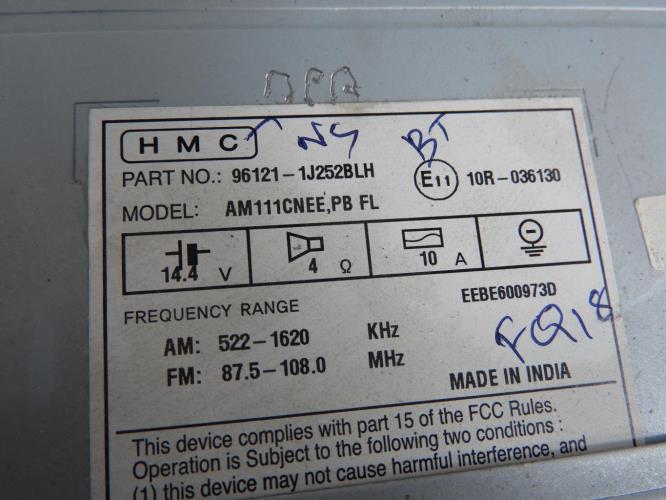 HMC
NS BT
PART NO.: 96121-1J252BLH E11 10R-036130
MODEL: AM111CNEE,PB FL
14.4 V 4 Ω 10 A
FREQUENCY RANGE EEBE600973D
AM: 522-1620 KHz
FM: 87.5-108.0 MHz
FQ18
MADE IN INDIA
This device complies with part 15 of the FCC Rules.
Operation is Subject to the following two conditions :
(1) this device may not cause harmful interference, and